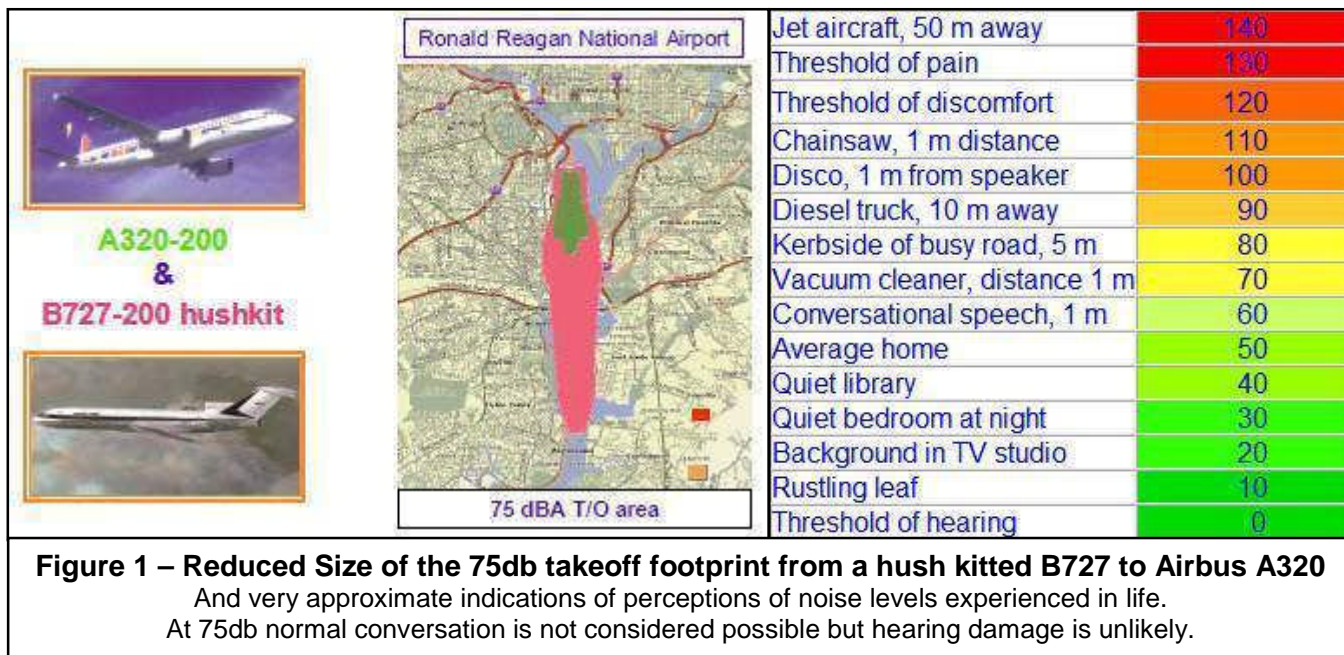 A320-200
&
B727-200 hushkit
Ronald Reagan National Airport
75 dBA T/O area
Jet aircraft, 50 m away 140
Threshold of pain 130
Threshold of discomfort 120
Chainsaw, 1 m distance 110
Disco, 1 m from speaker 100
Diesel truck, 10 m away 90
Kerbside of busy road, 5 m 80
Vacuum cleaner, distance 1 m 70
Conversational speech, 1 m 60
Average home 50
Quiet library 40
Quiet bedroom at night 30
Background in TV studio 20
Rustling leaf 10
Threshold of hearing 0
Figure 1 – Reduced Size of the 75db takeoff footprint from a hush kitted B727 to Airbus A320
And very approximate indications of perceptions of noise levels experienced in life.
At 75db normal conversation is not considered possible but hearing damage is unlikely.